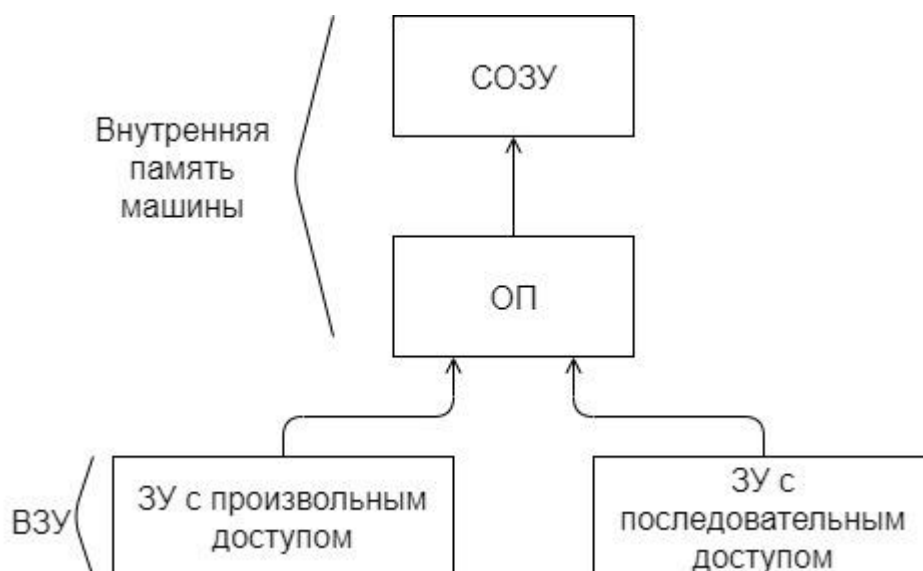 СОЗУ
Внутренняя
память
машины
ОП
ВЗУ
ЗУ с произвольным
доступом
ЗУ с
последовательным
доступом